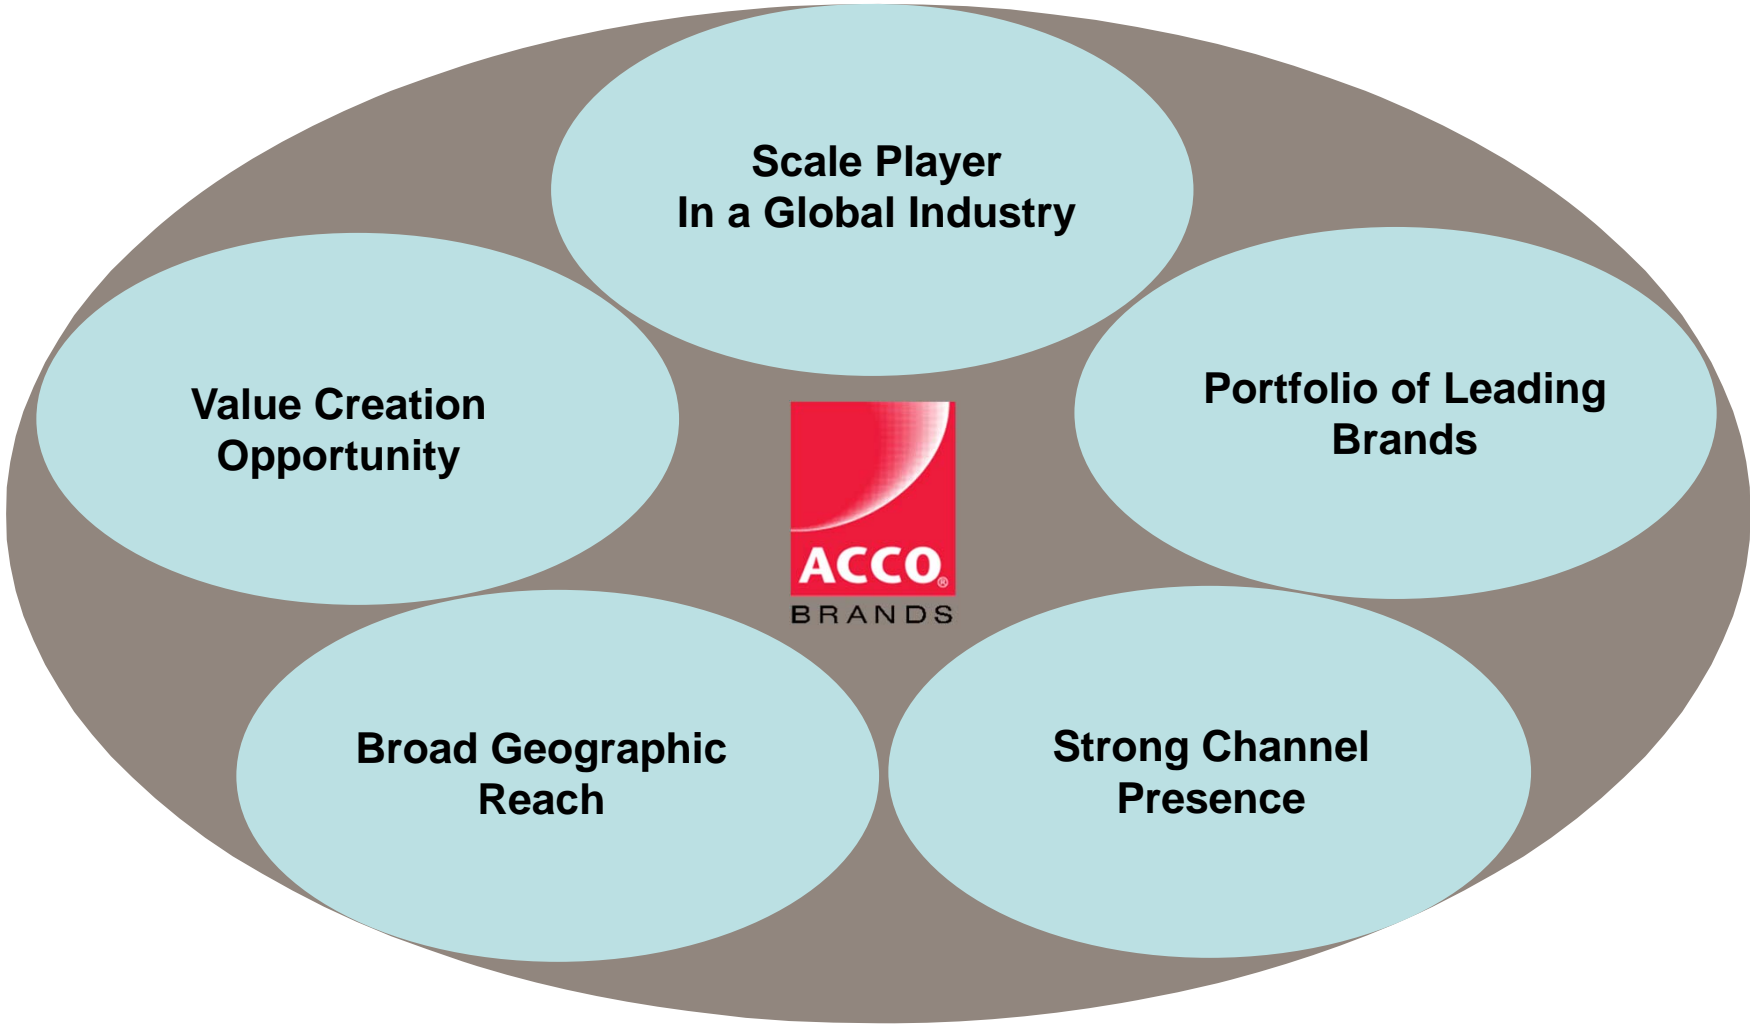 Scale Player
In a Global Industry
Value Creation
Opportunity
Portfolio of Leading
Brands
ACCO®
BRANDS
Broad Geographic
Reach
Strong Channel
Presence